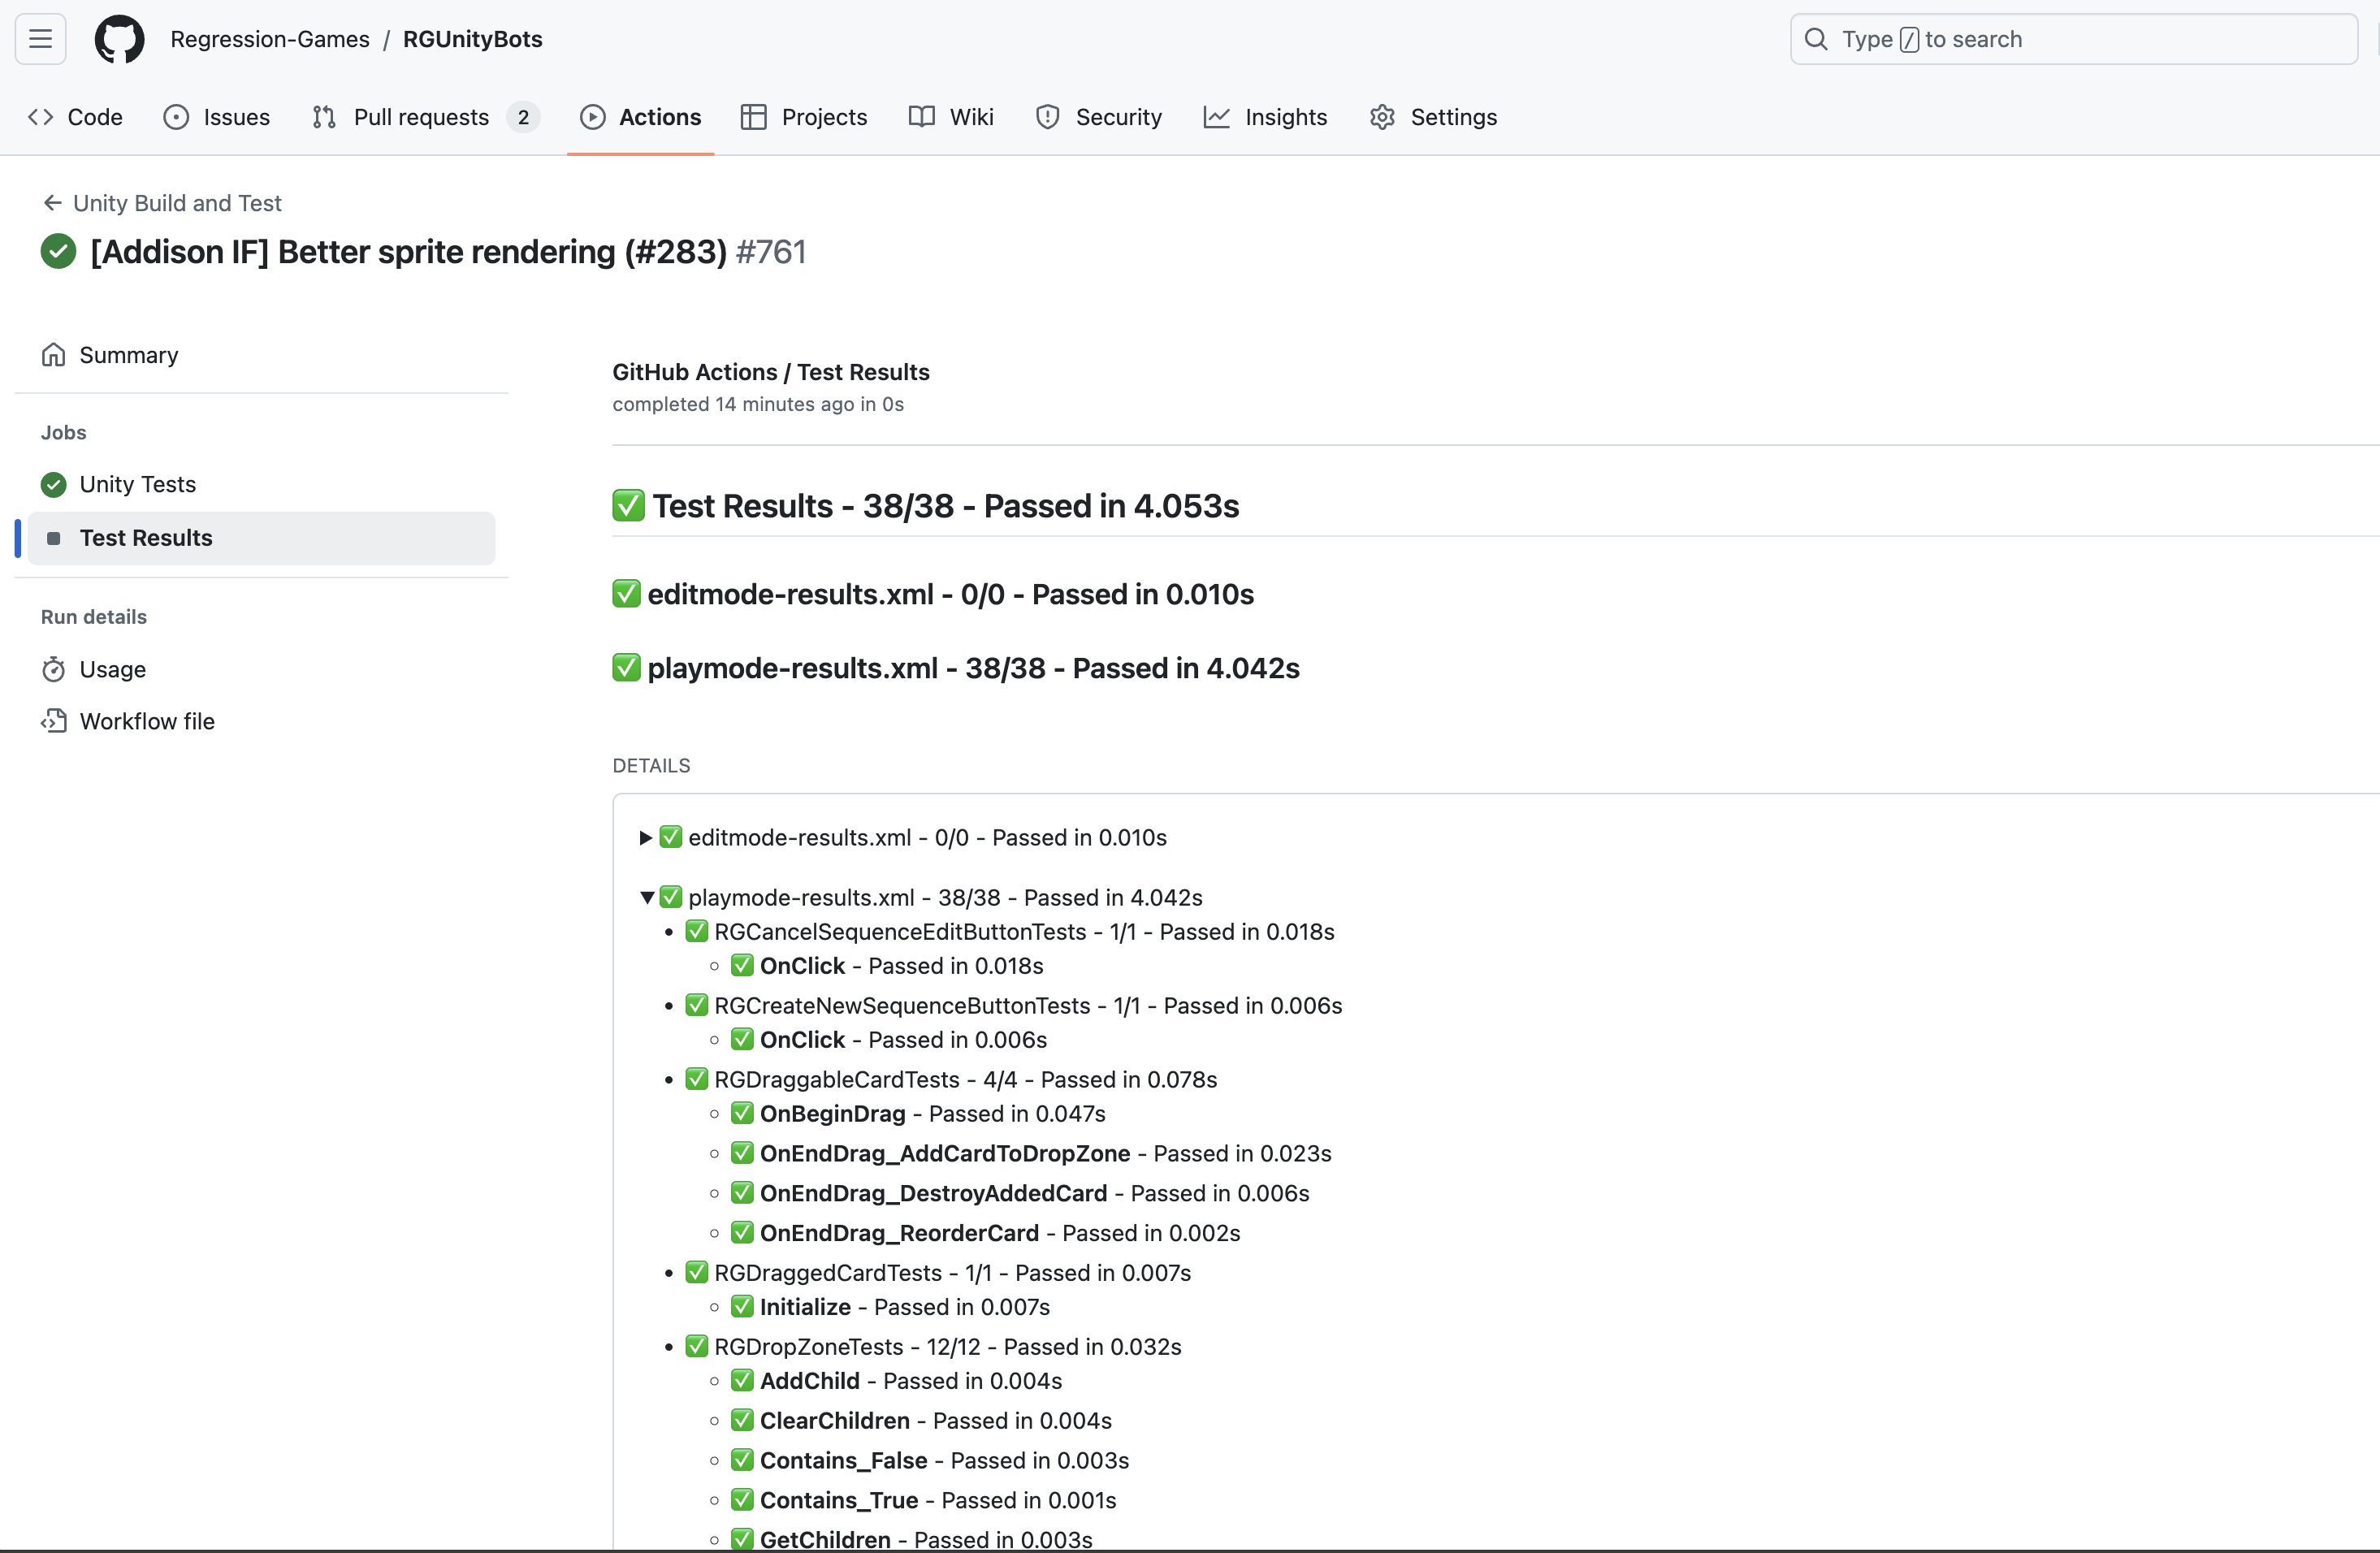 Regression-Games / RGUnityBots
Type / to search
Code Issues Pull requests 2 Actions Projects Wiki Security Insights Settings
Unity Build and Test
[Addison IF] Better sprite rendering (#283) #761
Summary
Jobs
Unity Tests
Test Results
Run details
Usage
Workflow file
GitHub Actions / Test Results
completed 14 minutes ago in 0s
Test Results - 38/38 - Passed in 4.053s
editmode-results.xml - 0/0 - Passed in 0.010s
playmode-results.xml - 38/38 - Passed in 4.042s
DETAILS
editmode-results.xml - 0/0 - Passed in 0.010s
playmode-results.xml - 38/38 - Passed in 4.042s
RGCancelSequenceEditButtonTests - 1/1 - Passed in 0.018s
OnClick - Passed in 0.018s
RGCreateNewSequenceButtonTests - 1/1 - Passed in 0.006s
OnClick - Passed in 0.006s
RGDraggableCardTests - 4/4 - Passed in 0.078s
OnBeginDrag - Passed in 0.047s
OnEndDrag_AddCardToDropZone - Passed in 0.023s
OnEndDrag_DestroyAddedCard - Passed in 0.006s
OnEndDrag_ReorderCard - Passed in 0.002s
RGDraggedCardTests - 1/1 - Passed in 0.007s
Initialize - Passed in 0.007s
RGDropZoneTests - 12/12 - Passed in 0.032s
AddChild - Passed in 0.004s
ClearChildren - Passed in 0.004s
Contains_False - Passed in 0.003s
Contains_True - Passed in 0.001s
GetChildren - Passed in 0.003s